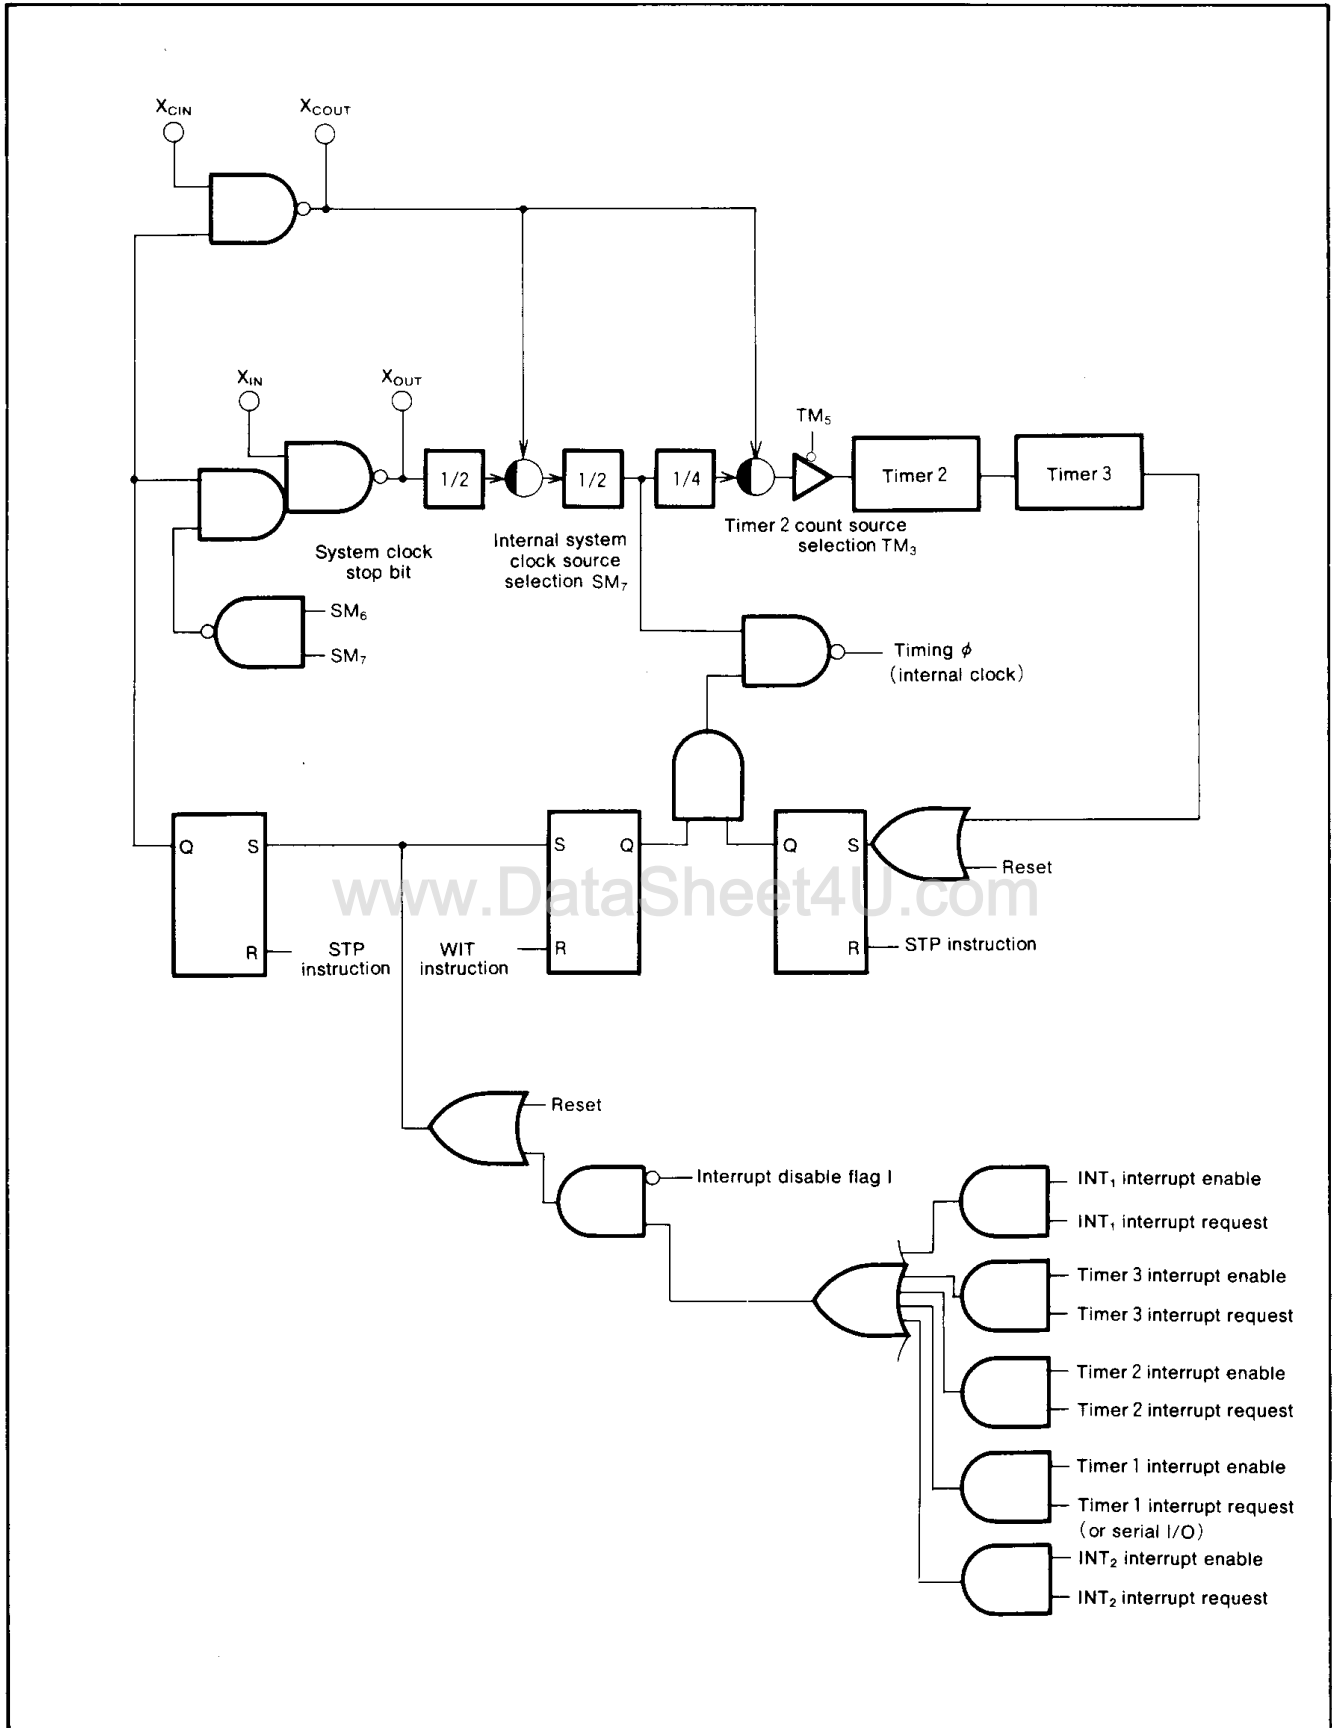 X_CIN
X_COUT
X_IN
X_OUT
TM₅
1/2
1/2
1/4
Timer 2
Timer 3
System clock
stop bit
Internal system
clock source
selection SM₇
Timer 2 count source
selection TM₃
SM₆
SM₇
Timing ϕ
(internal clock)
Q
S
S
Q
Q
S
Reset
www.DataSheet4U.com
R
STP
instruction
WIT
instruction
R
R
STP instruction
Reset
Interrupt disable flag I
INT₁ interrupt enable
INT₁ interrupt request
Timer 3 interrupt enable
Timer 3 interrupt request
Timer 2 interrupt enable
Timer 2 interrupt request
Timer 1 interrupt enable
Timer 1 interrupt request
(or serial I/O)
INT₂ interrupt enable
INT₂ interrupt request